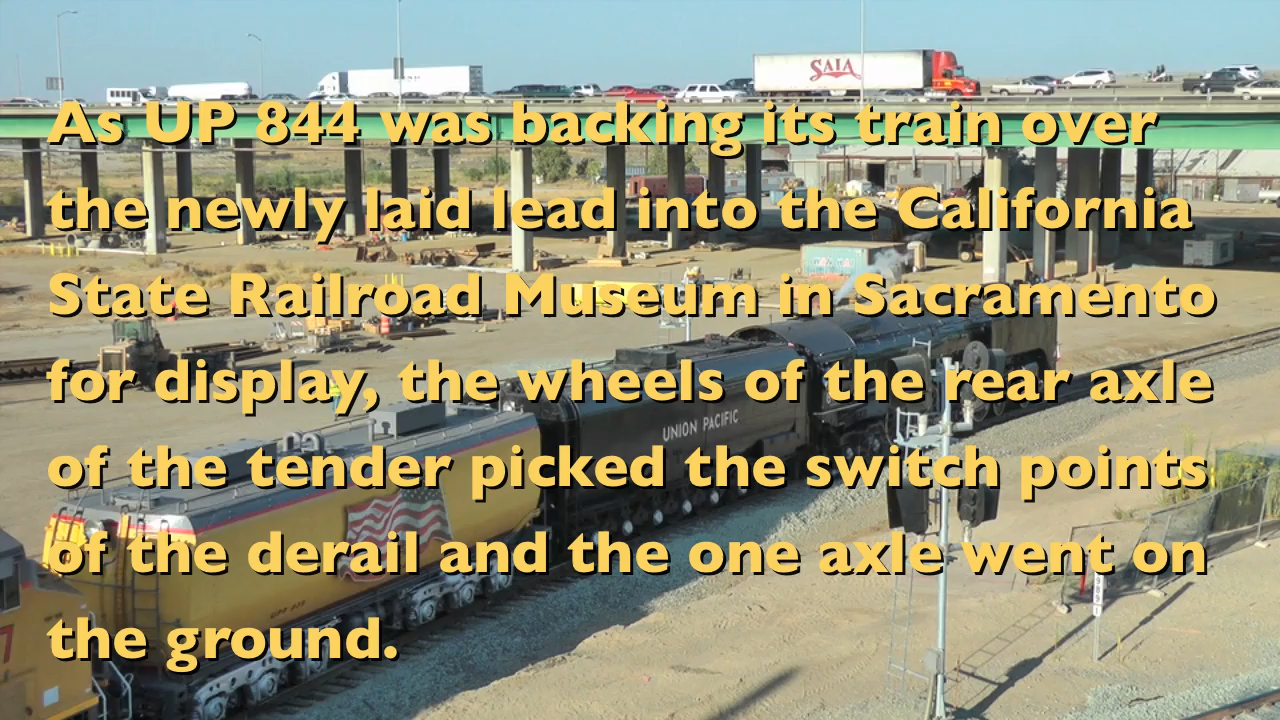 SAIA
As UP 844 was backing its train over
the newly laid lead into the California
State Railroad Museum in Sacramento
for display, the wheels of the rear axle
of the tender picked the switch points
of the derail and the one axle went on
the ground.
UNION PACIFIC